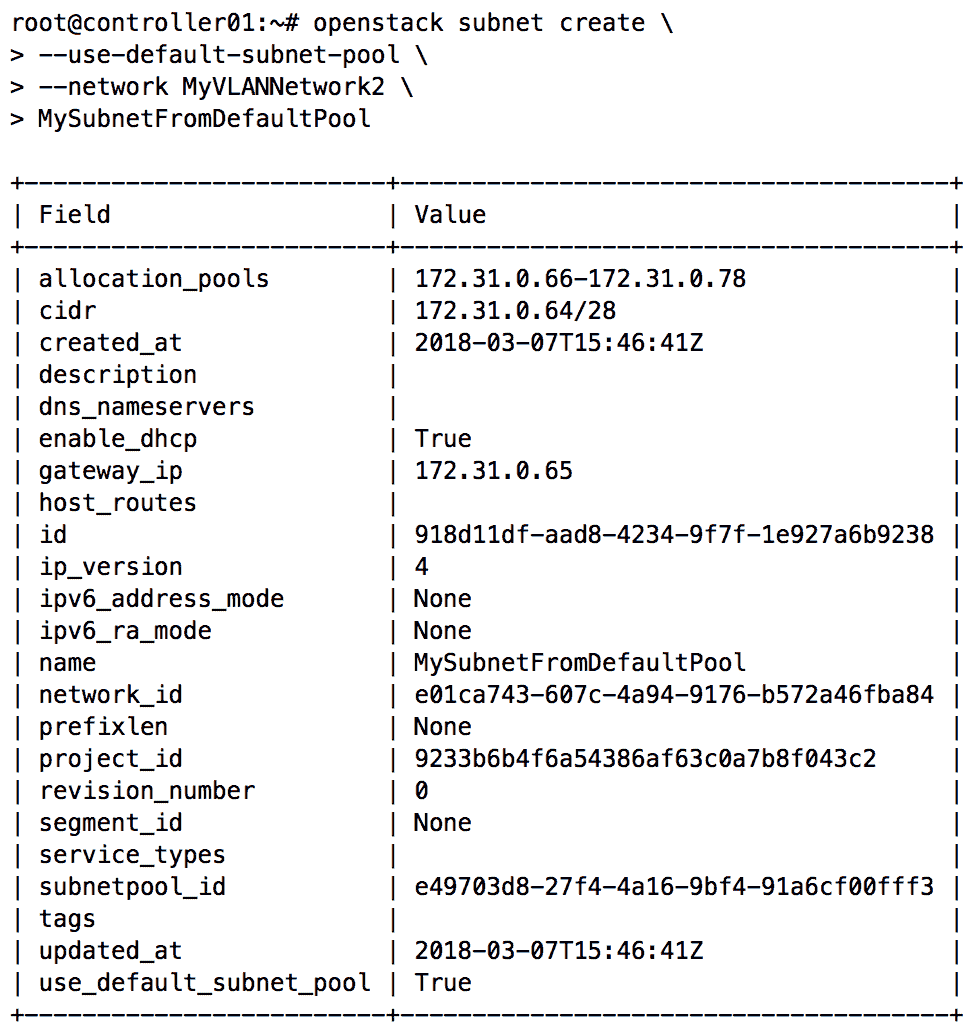 root@controller01:~# openstack subnet create \
> --use-default-subnet-pool \
> --network MyVLANNetwork2 \
> MySubnetFromDefaultPool
+-------------------------+--------------------------------------+
| Field                   | Value                                |
+-------------------------+--------------------------------------+
| allocation_pools        | 172.31.0.66-172.31.0.78              |
| cidr                    | 172.31.0.64/28                       |
| created_at              | 2018-03-07T15:46:41Z                 |
| description             |                                      |
| dns_nameservers         |                                      |
| enable_dhcp             | True                                 |
| gateway_ip              | 172.31.0.65                          |
| host_routes             |                                      |
| id                      | 918d11df-aad8-4234-9f7f-1e927a6b9238 |
| ip_version              | 4                                    |
| ipv6_address_mode       | None                                 |
| ipv6_ra_mode            | None                                 |
| name                    | MySubnetFromDefaultPool              |
| network_id              | e01ca743-607c-4a94-9176-b572a46fba84 |
| prefixlen               | None                                 |
| project_id              | 9233b6b4f6a54386af63c0a7b8f043c2     |
| revision_number         | 0                                    |
| segment_id              | None                                 |
| service_types           |                                      |
| subnetpool_id           | e49703d8-27f4-4a16-9bf4-91a6cf00fff3 |
| tags                    |                                      |
| updated_at              | 2018-03-07T15:46:41Z                 |
| use_default_subnet_pool | True                                 |
+-------------------------+--------------------------------------+